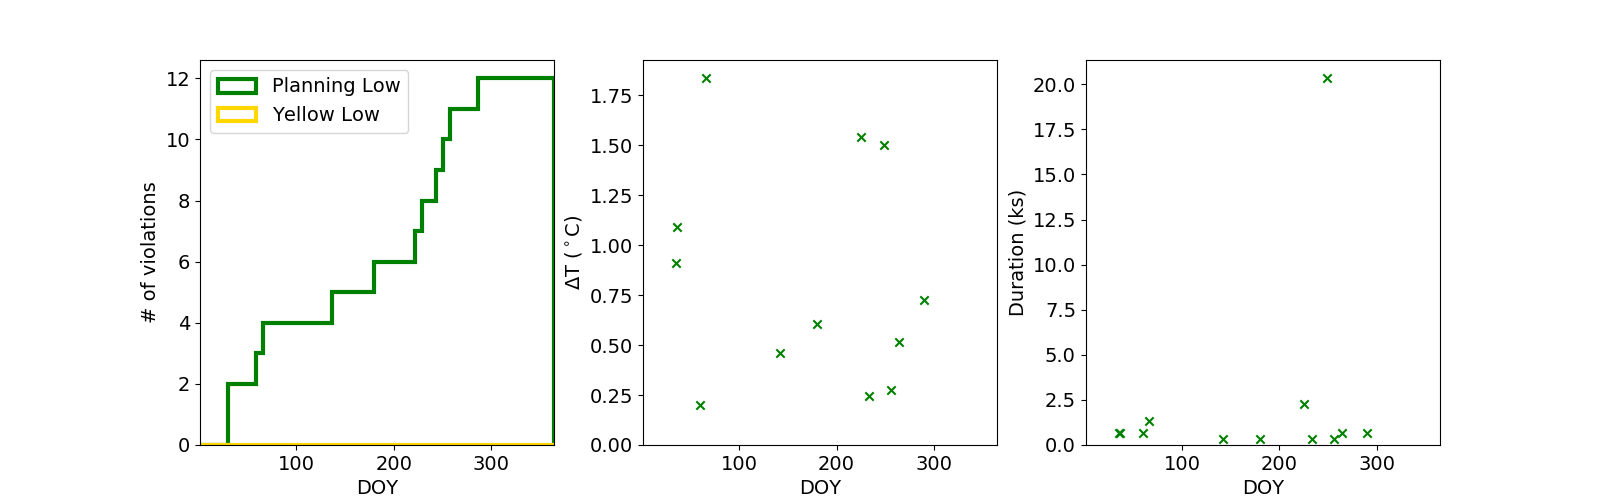 Planning Low
Yellow Low
# of violations
12
10
8
6
4
2
0
100 200 300
DOY
ΔT (°C)
1.75
1.50
1.25
1.00
0.75
0.50
0.25
0.00
100 200 300
DOY
Duration (ks)
20.0
17.5
15.0
12.5
10.0
7.5
5.0
2.5
0.0
100 200 300
DOY